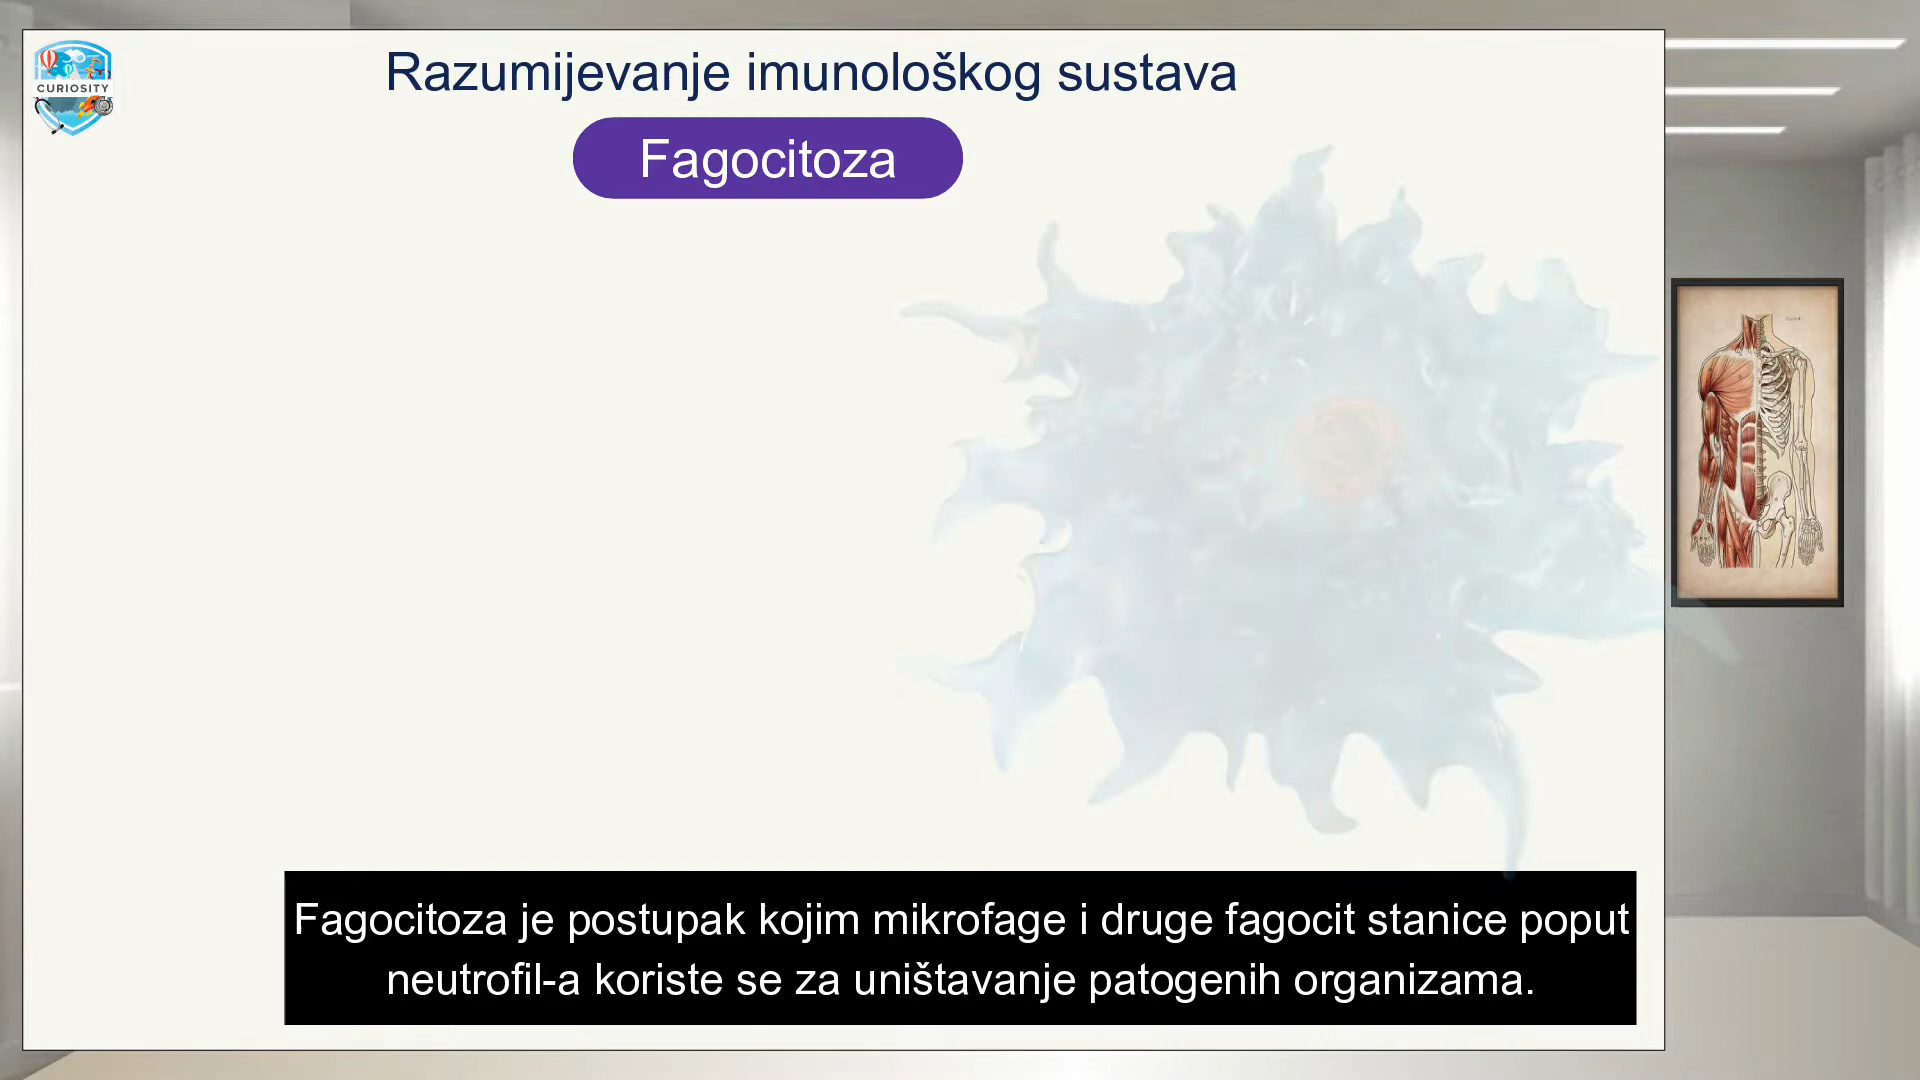 CURIOSITY
Razumijevanje imunološkog sustava
Fagocitoza
Fagocitoza je postupak kojim mikrofage i druge fagocit stanice poput
neutrofil-a koriste se za uništavanje patogenih organizama.